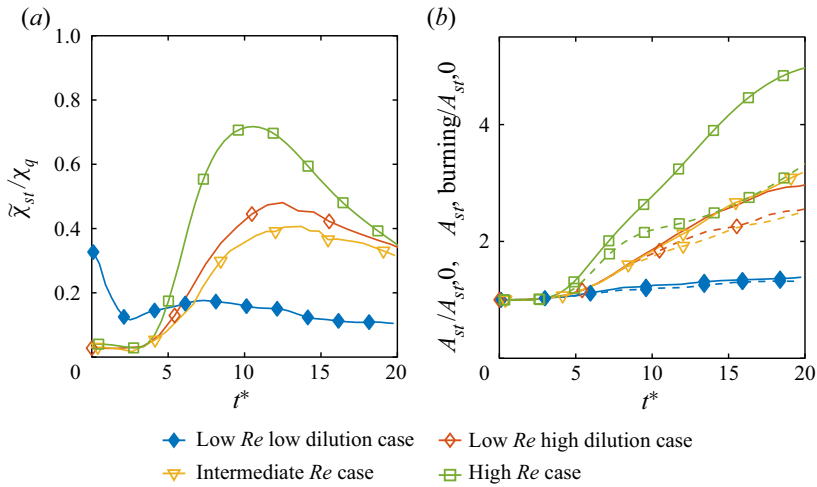 (a)
(b)
1.0
0.8
0.6
0.4
0.2
0
5
10
15
20
χ̃st/χq
t*
4
2
0
5
10
15
20
Ast/Ast,0, Ast, burning/Ast,0
t*
Low Re low dilution case
Low Re high dilution case
Intermediate Re case
High Re case